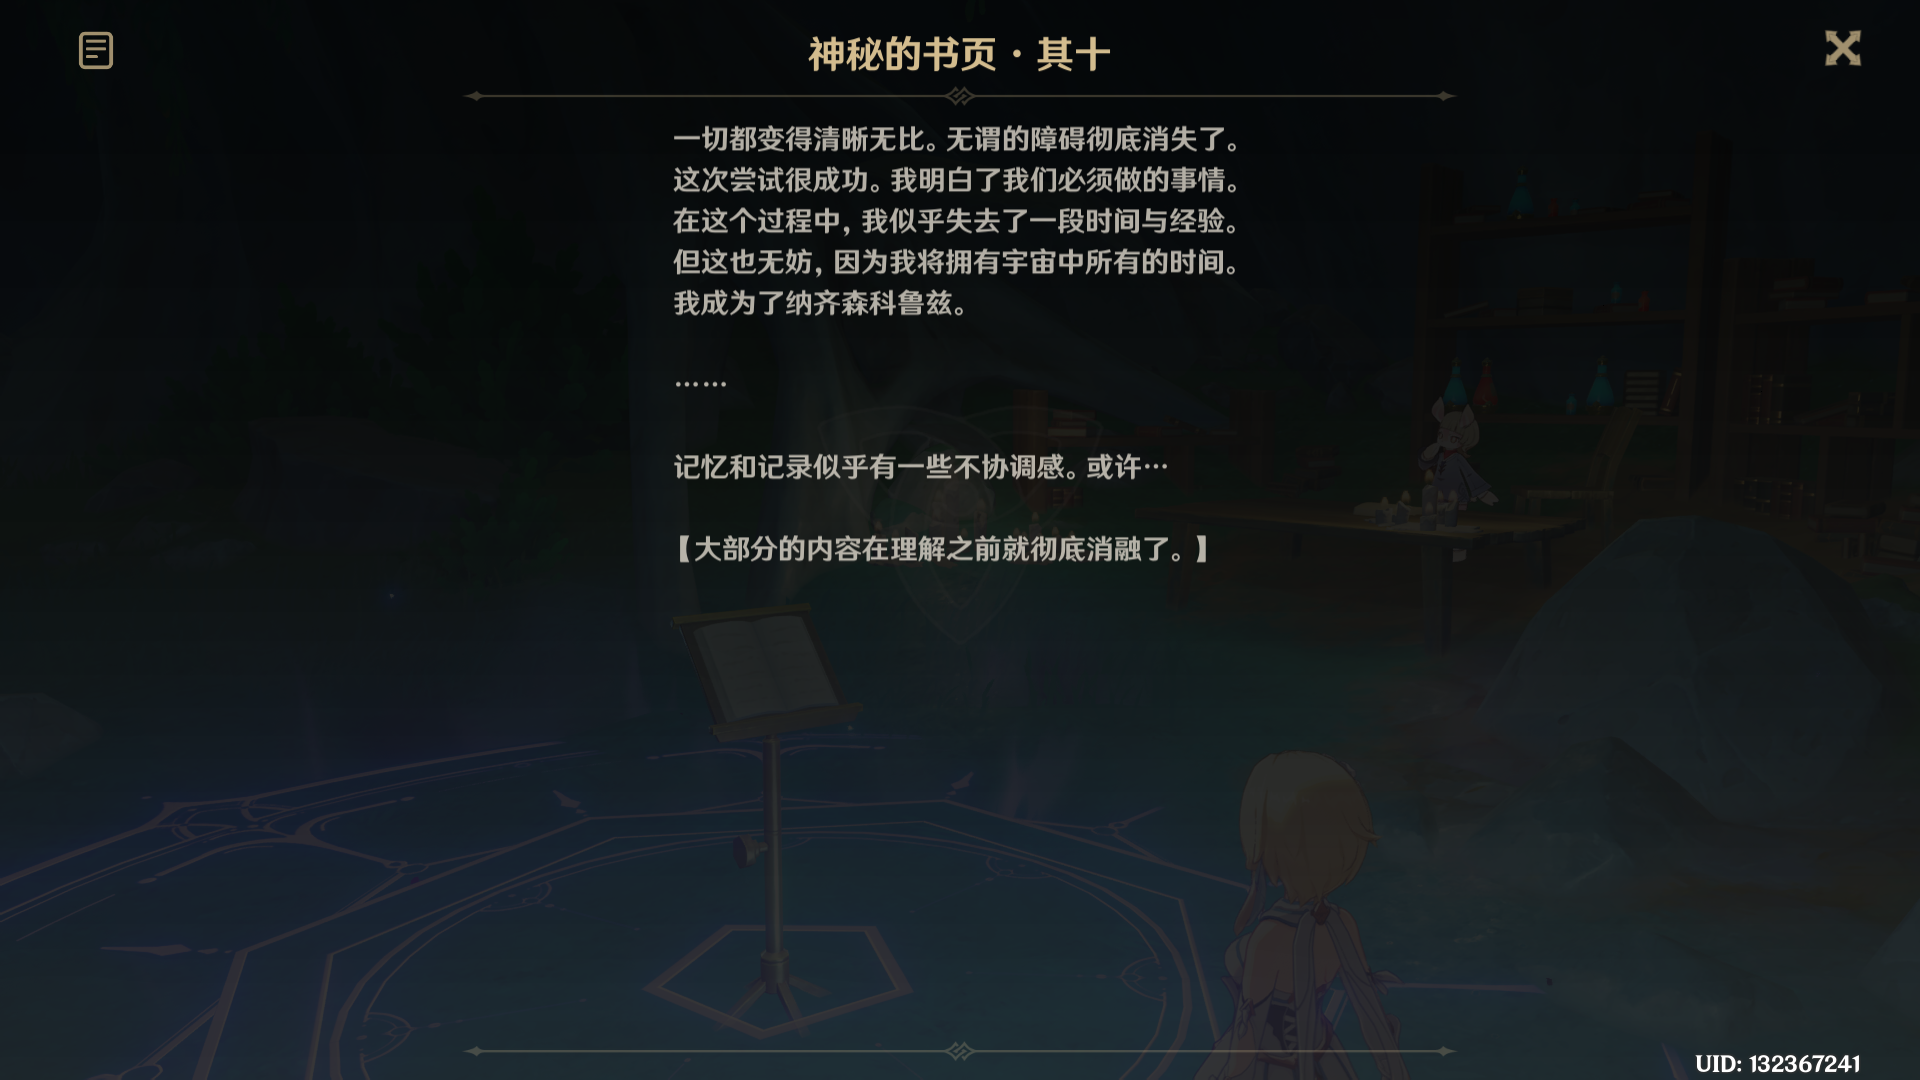 神秘的书页·其十
一切都变得清晰无比。无谓的障碍彻底消失了。
这次尝试很成功。我明白了我们必须做的事情。
在这个过程中，我似乎失去了一段时间与经验。
但这也无妨，因为我将拥有宇宙中所有的时间。
我成为了纳齐森科鲁兹。
……
记忆和记录似乎有一些不协调感。或许…
【大部分的内容在理解之前就彻底消融了。】
UID: 132367241